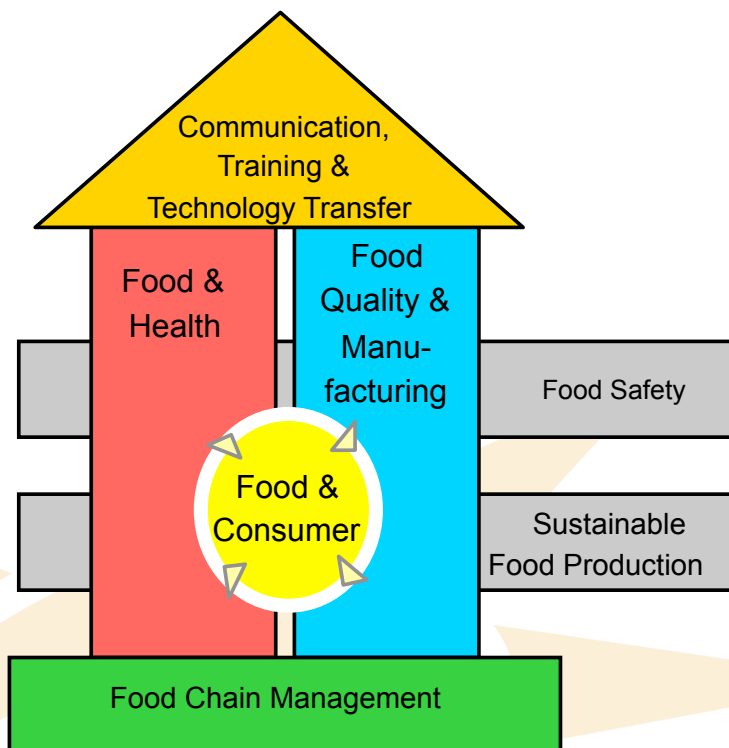 Communication,
Training &
Technology Transfer
Food &
Health
Food
Quality &
Manu-
facturing
Food Safety
Food &
Consumer
Sustainable
Food Production
Food Chain Management